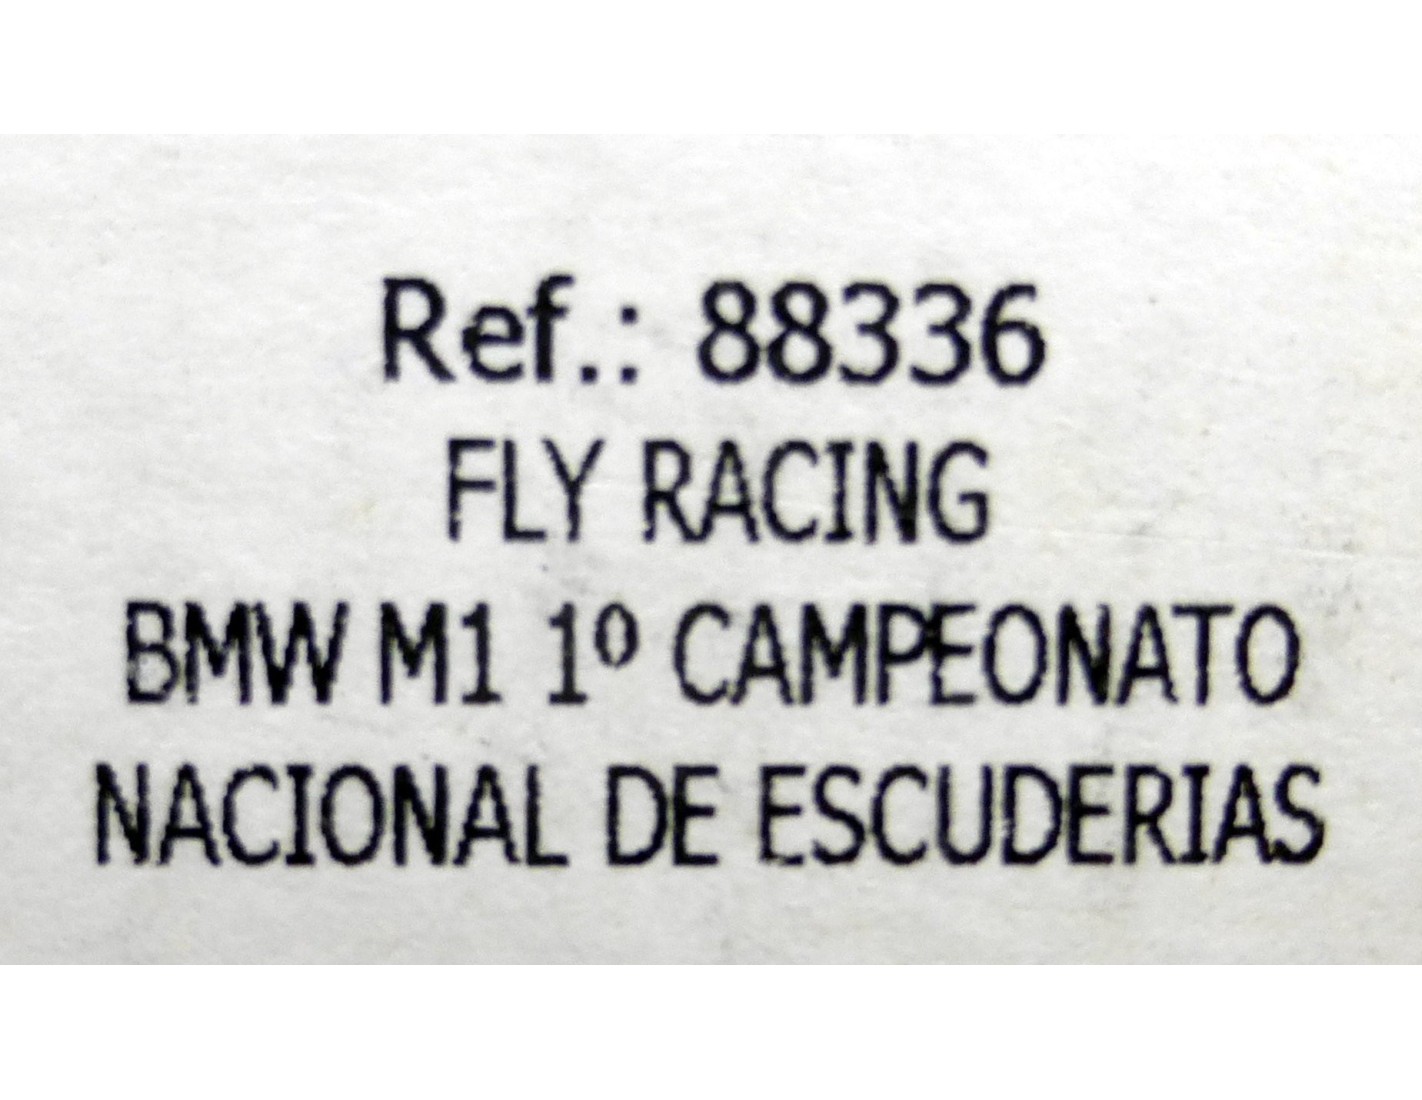 Ref.: 88336
FLY RACING
BMW M1 1º CAMPEONATO
NACIONAL DE ESCUDERIAS